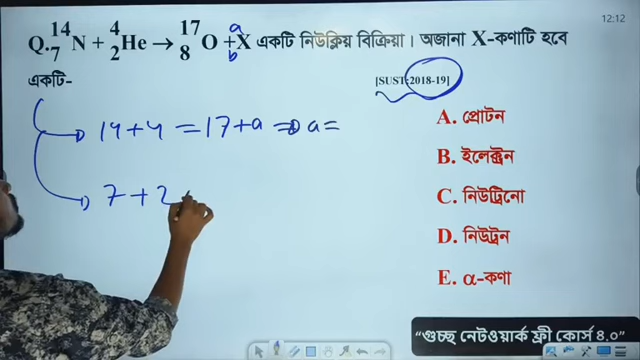 12:12
Q. ¹⁴₇N + ⁴₂He → ¹⁷₈O + ᵃ_bX একটি নিউক্লিয় বিক্রিয়া। অজানা X-কণাটি হবে
একটি-
[SUST-2018-19]
14 + 4 = 17 + a ⇒ a =
7 + 2
A. প্রোটন
B. ইলেক্ট্রন
C. নিউট্রিনো
D. নিউট্রন
E. α-কণা
“গুচ্ছ নেটওয়ার্ক ফ্রী কোর্স ৪.০”